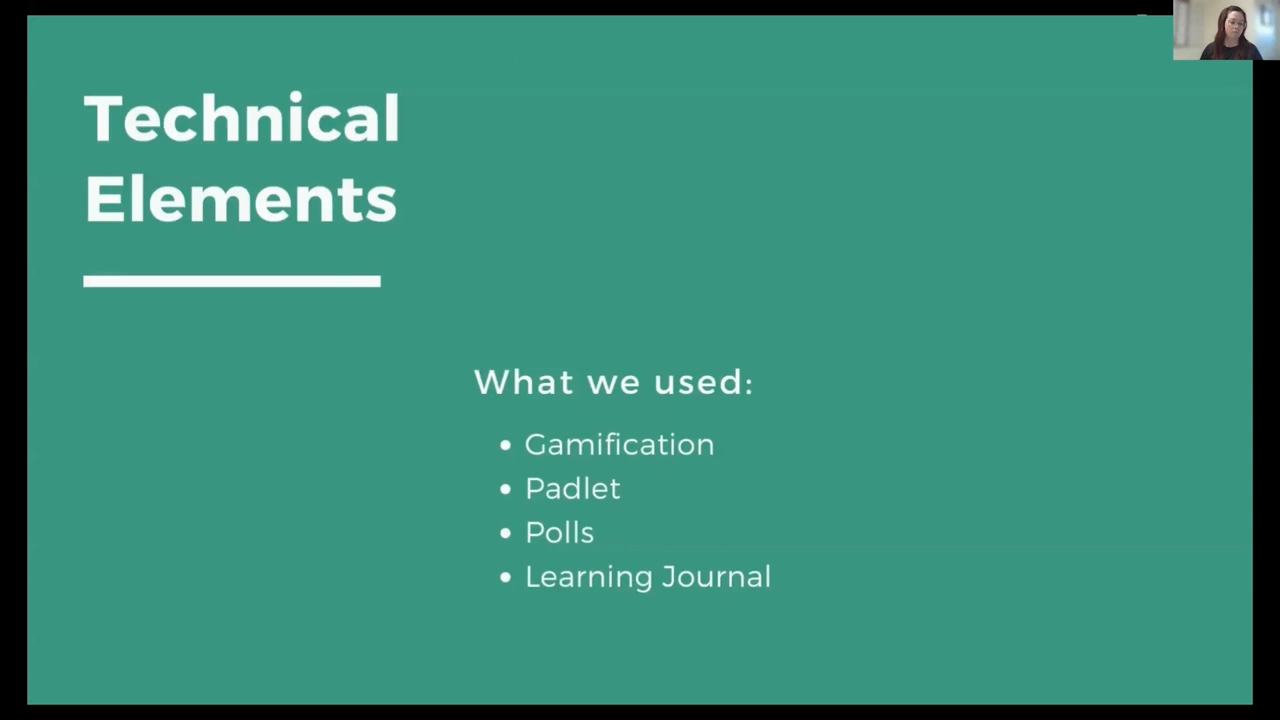 Technical
Elements
What we used:
• Gamification
• Padlet
• Polls
• Learning Journal